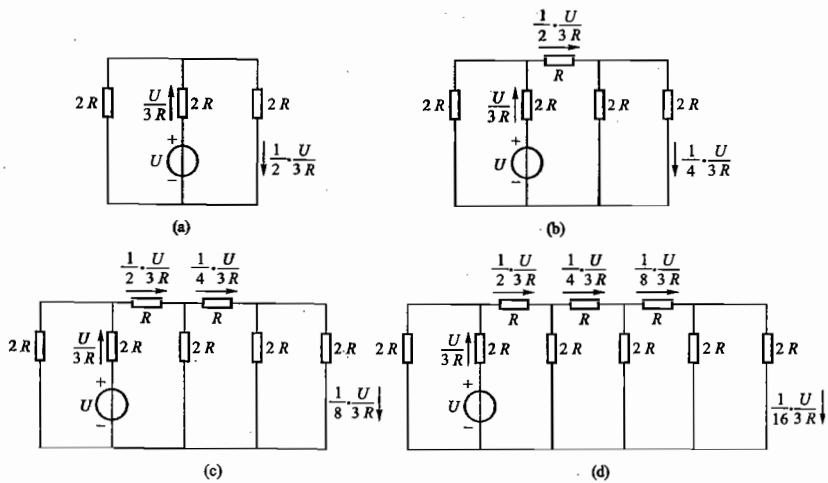 2R
U/3R
2R
2R
+
U
−
1/2·U/3R
(a)
1/2·U/3R
R
2R
U/3R
2R
2R
2R
+
U
−
1/4·U/3R
(b)
1/2·U/3R
1/4·U/3R
R
R
2R
U/3R
2R
2R
2R
2R
+
U
−
1/8·U/3R
(c)
1/2·U/3R
1/4·U/3R
1/8·U/3R
R
R
R
2R
U/3R
2R
2R
2R
2R
2R
+
U
−
1/16·U/3R
(d)